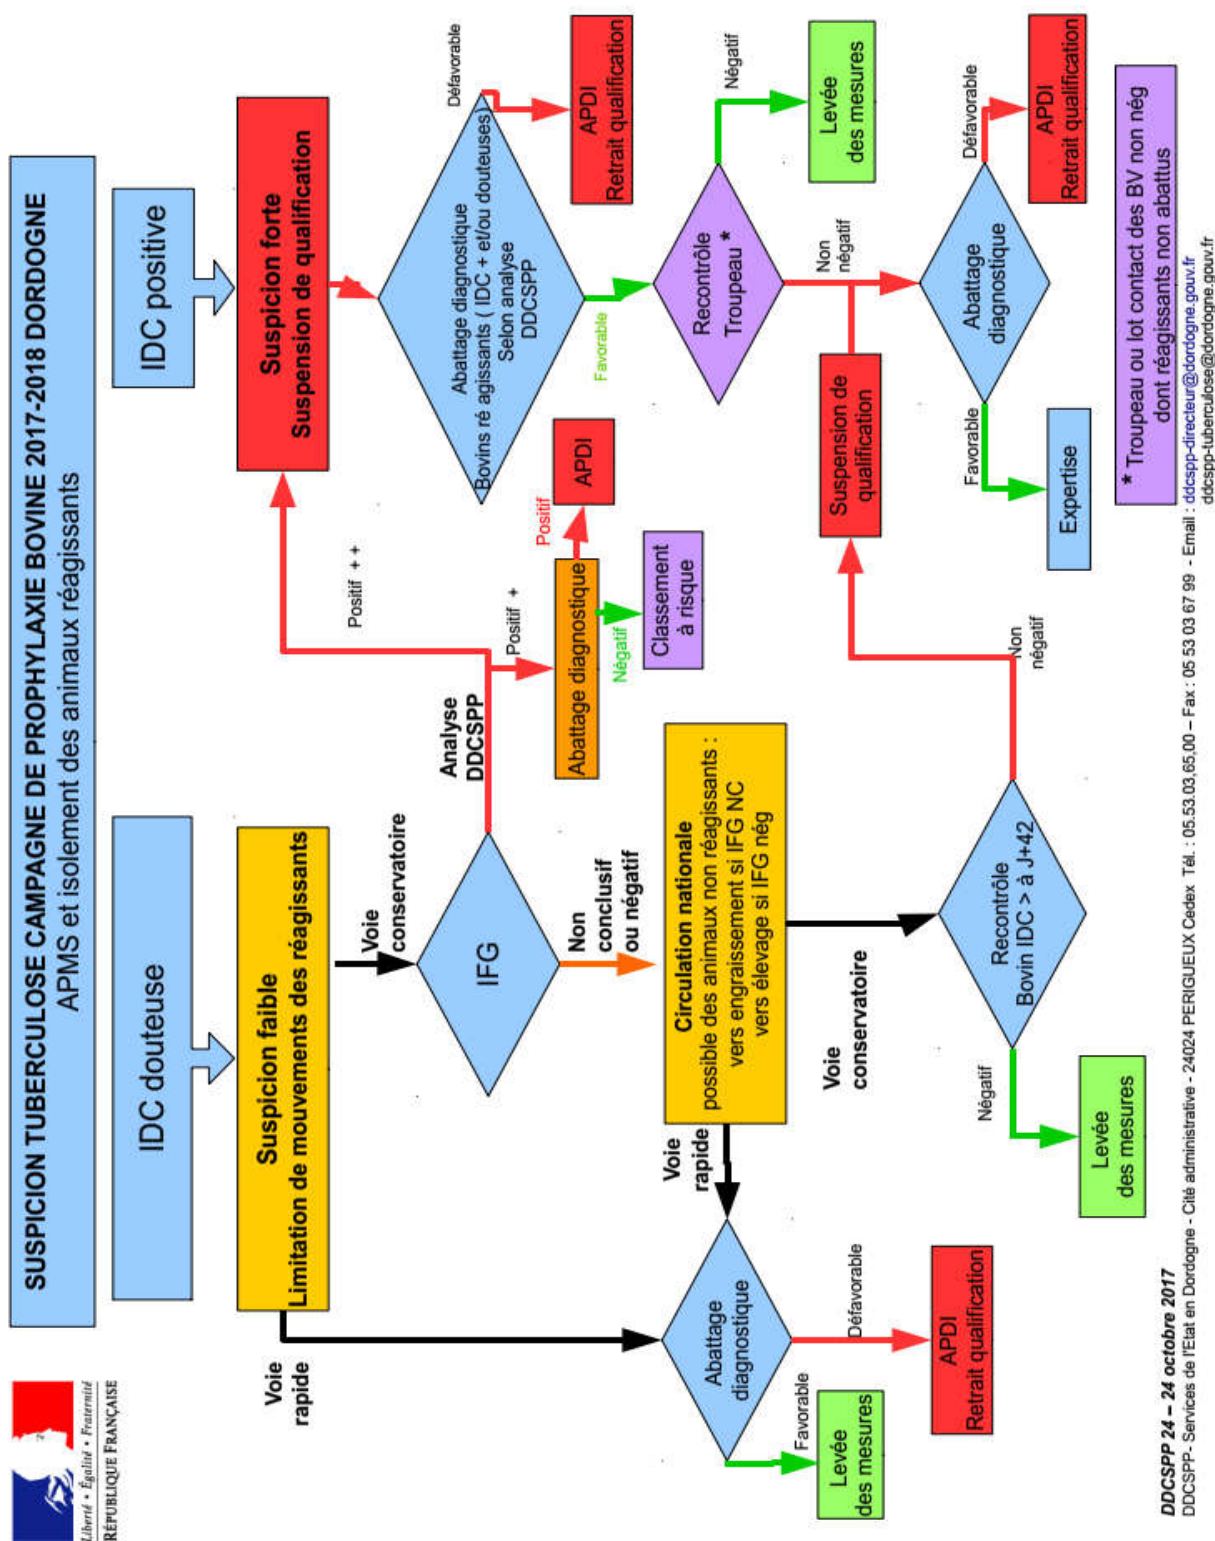 Liberté • Égalité • Fraternité
RÉPUBLIQUE FRANÇAISE
SUSPICION TUBERCULOSE CAMPAGNE DE PROPHYLAXIE BOVINE 2017-2018 DORDOGNE
APMS et isolement des animaux réagissants
IDC douteuse
IDC positive
Suspicion faible
Limitation de mouvements des réagissants
Suspicion forte
Suspension de qualification
Voie
rapide
Voie
conservatoire
IFG
Analyse
DDCSPP
Positif ++
Positif +
Abattage diagnostique
Positif
APDI
Négatif
Classement
à risque
Abattage diagnostique
Bovins ré agissants ( IDC + et/ou douteuses)
Selon analyse
DDCSPP
Défavorable
APDI
Retrait qualification
Favorable
Non
conclusif
ou négatif
Circulation nationale
possible des animaux non réagissants :
vers engraissement si IFG NC
vers élevage si IFG nég
Recontrôle
Troupeau *
Négatif
Levée
des mesures
Non
négatif
Voie
rapide
Abattage
diagnostique
Favorable
Levée
des mesures
Défavorable
APDI
Retrait qualification
Voie
conservatoire
Recontrôle
Bovin IDC > à J+42
Négatif
Levée
des mesures
Non
négatif
Suspension de
qualification
Abattage
diagnostique
Favorable
Expertise
Défavorable
APDI
Retrait qualification
* Troupeau ou lot contact des BV non nég
dont réagissants non abattus
DDCSPP 24 – 24 octobre 2017
DDCSPP- Services de l'Etat en Dordogne - Cité administrative - 24024 PERIGUEUX Cedex Tél. : 05.53.03,65,00 – Fax : 05 53 03 67 99 - Email : ddcspp-directeur@dordogne.gouv.fr
ddcspp-tuberculose@dordogne.gouv.fr